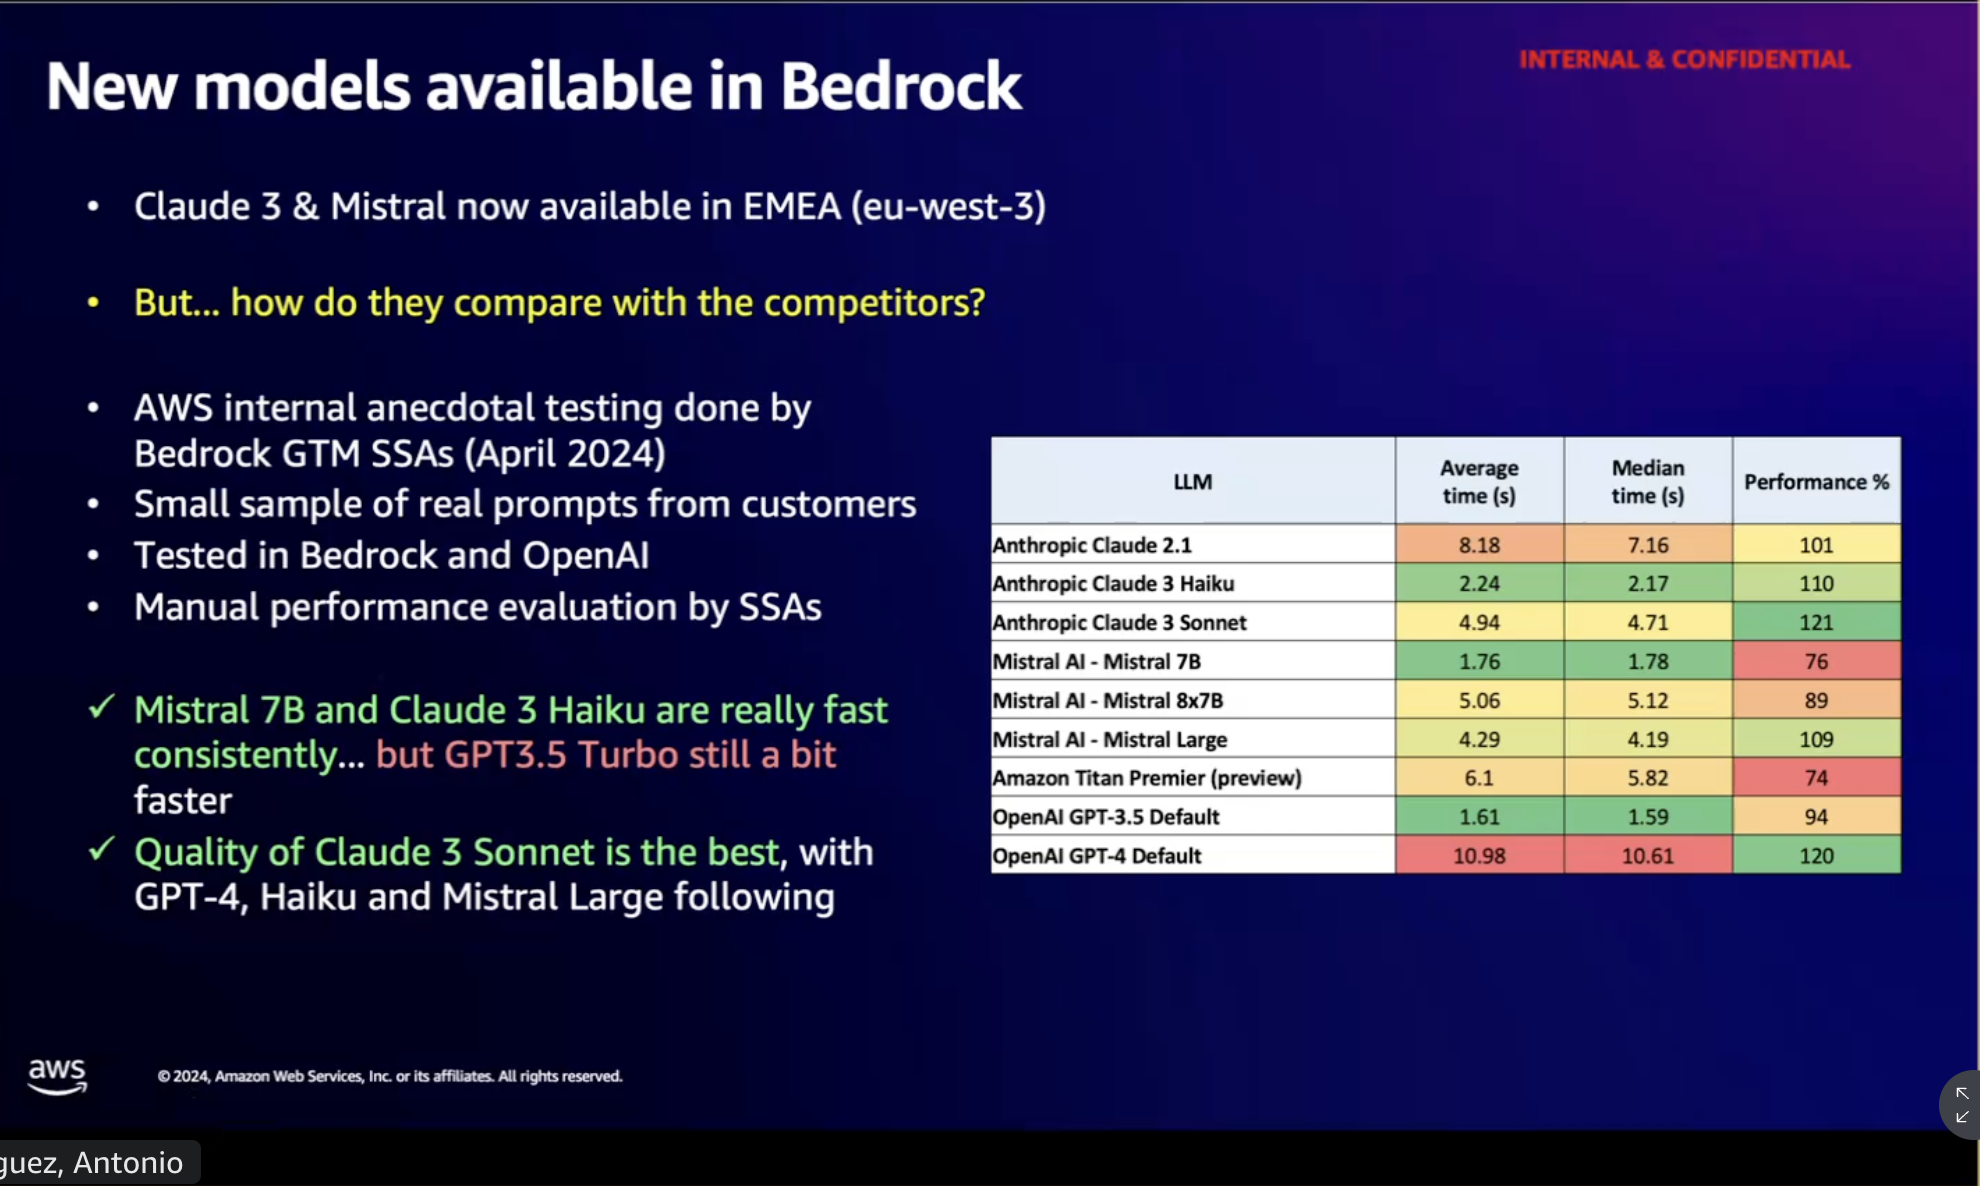 New models available in Bedrock
INTERNAL & CONFIDENTIAL
• Claude 3 & Mistral now available in EMEA (eu-west-3)
• But... how do they compare with the competitors?
• AWS internal anecdotal testing done by
Bedrock GTM SSAs (April 2024)
• Small sample of real prompts from customers
• Tested in Bedrock and OpenAI
• Manual performance evaluation by SSAs
✓ Mistral 7B and Claude 3 Haiku are really fast
consistently... but GPT3.5 Turbo still a bit
faster
✓ Quality of Claude 3 Sonnet is the best, with
GPT-4, Haiku and Mistral Large following
LLM Average time (s) Median time (s) Performance %
Anthropic Claude 2.1 8.18 7.16 101
Anthropic Claude 3 Haiku 2.24 2.17 110
Anthropic Claude 3 Sonnet 4.94 4.71 121
Mistral AI - Mistral 7B 1.76 1.78 76
Mistral AI - Mistral 8x7B 5.06 5.12 89
Mistral AI - Mistral Large 4.29 4.19 109
Amazon Titan Premier (preview) 6.1 5.82 74
OpenAI GPT-3.5 Default 1.61 1.59 94
OpenAI GPT-4 Default 10.98 10.61 120
aws
© 2024, Amazon Web Services, Inc. or its affiliates. All rights reserved.
guez, Antonio